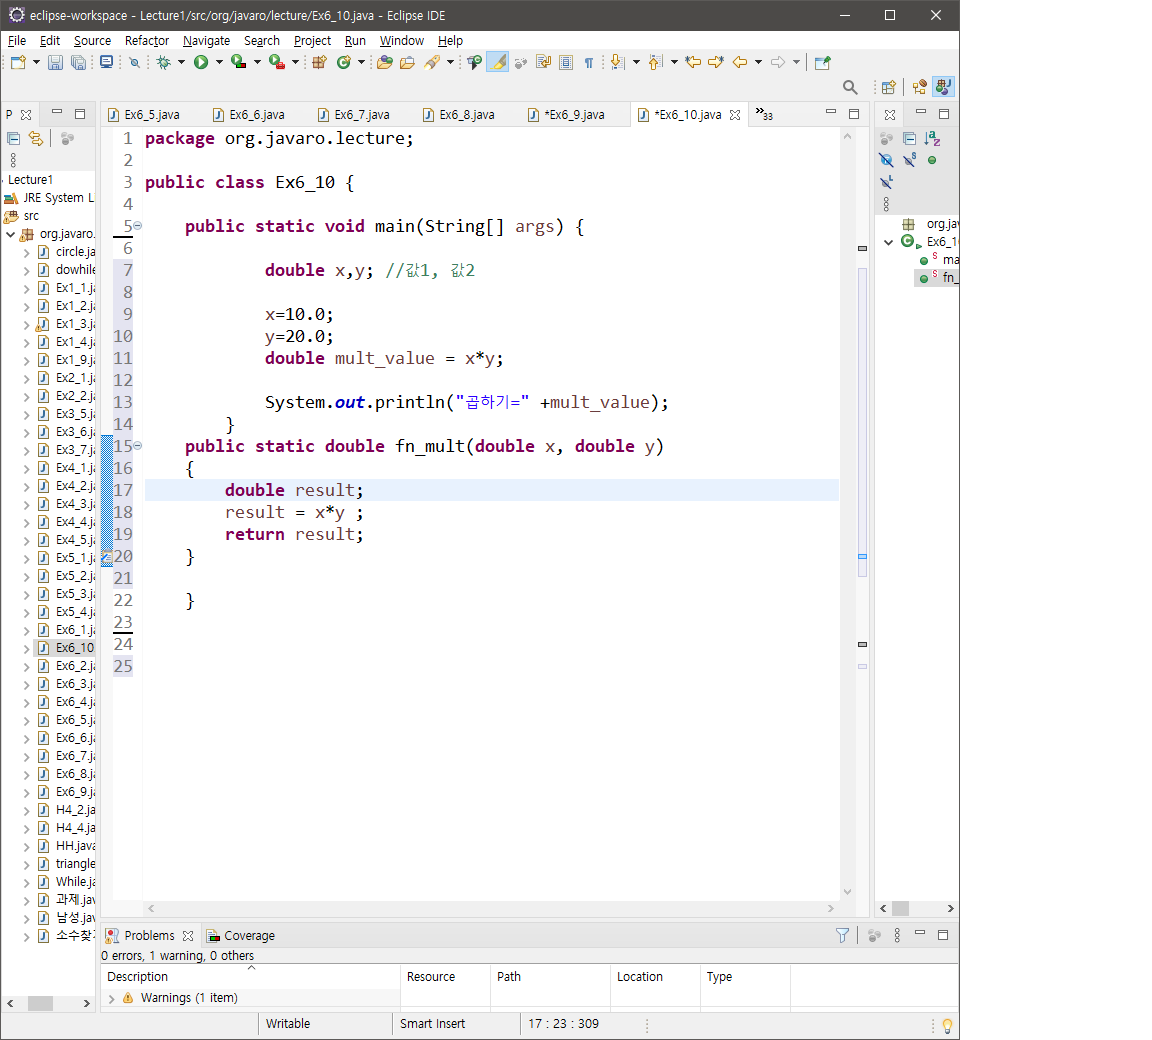 eclipse-workspace - Lecture1/src/org/javaro/lecture/Ex6_10.java - Eclipse IDE
File Edit Source Refactor Navigate Search Project Run Window Help
P
Ex6_5.java Ex6_6.java Ex6_7.java Ex6_8.java *Ex6_9.java *Ex6_10.java »33
Lecture1
JRE System Li
src
org.javaro.
circle.ja
dowhile
Ex1_1.ja
Ex1_2.ja
Ex1_3.ja
Ex1_4.ja
Ex1_9.ja
Ex2_1.ja
Ex2_2.ja
Ex3_5.ja
Ex3_6.ja
Ex3_7.ja
Ex4_1.ja
Ex4_2.ja
Ex4_3.ja
Ex4_4.ja
Ex4_5.ja
Ex5_1.ja
Ex5_2.ja
Ex5_3.ja
Ex5_4.ja
Ex6_1.ja
Ex6_10
Ex6_2.ja
Ex6_3.ja
Ex6_4.ja
Ex6_5.ja
Ex6_6.ja
Ex6_7.ja
Ex6_8.ja
Ex6_9.ja
H4_2.ja
H4_4.ja
HH.java
triangle
While.ja
과제.jav
남성.jav
소수찾기
1 package org.javaro.lecture;
2
3 public class Ex6_10 {
4
5 public static void main(String[] args) {
6
7 double x,y; //값1, 값2
8
9 x=10.0;
10 y=20.0;
11 double mult_value = x*y;
12
13 System.out.println("곱하기=" +mult_value);
14 }
15 public static double fn_mult(double x, double y)
16 {
17 double result;
18 result = x*y ;
19 return result;
20 }
21
22 }
23
24
25
org.jav
Ex6_10
ma
fn_
Problems Coverage
0 errors, 1 warning, 0 others
Description Resource Path Location Type
Warnings (1 item)
Writable Smart Insert 17 : 23 : 309